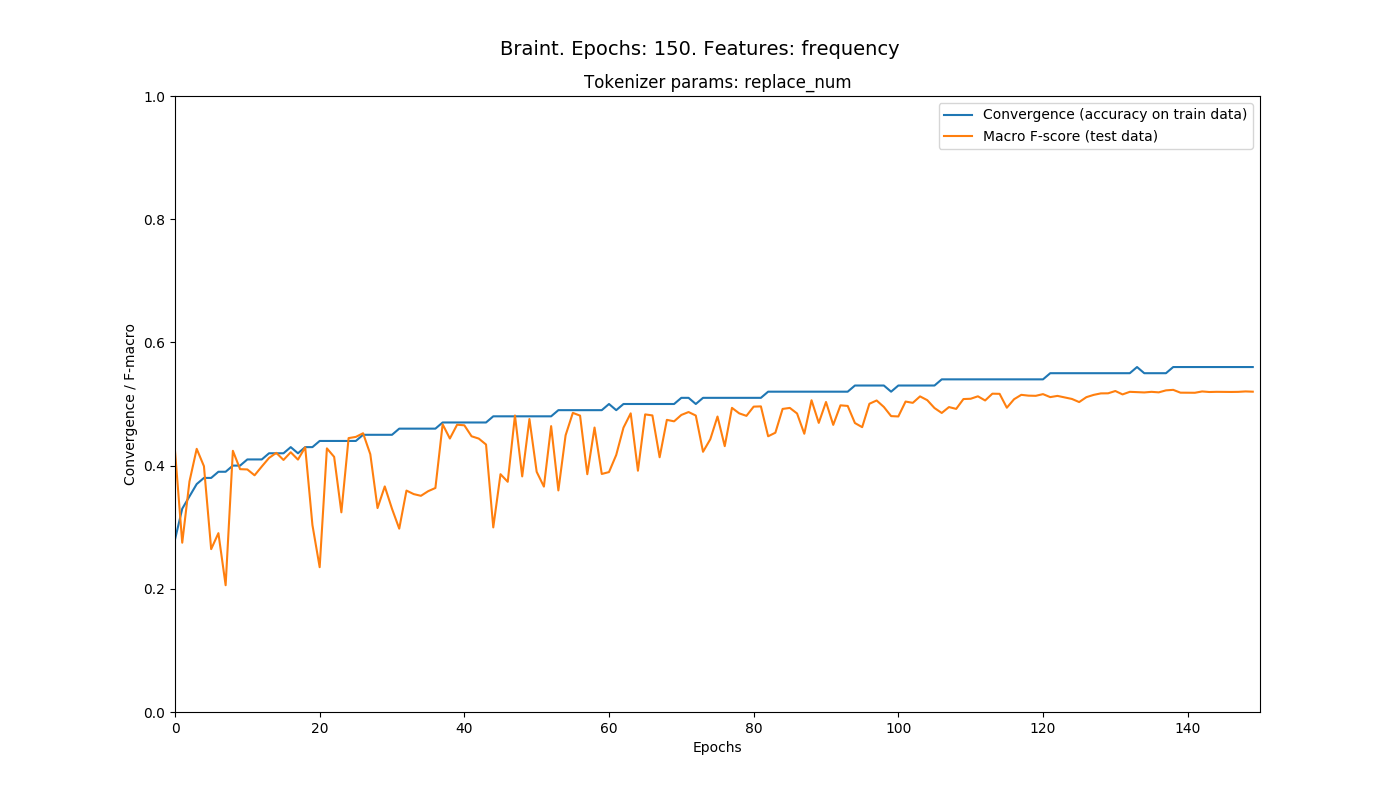 Braint. Epochs: 150. Features: frequency
Tokenizer params: replace_num
Convergence (accuracy on train data)
Macro F-score (test data)
Convergence / F-macro
1.0
0.8
0.6
0.4
0.2
0.0
0 20 40 60 80 100 120 140
Epochs